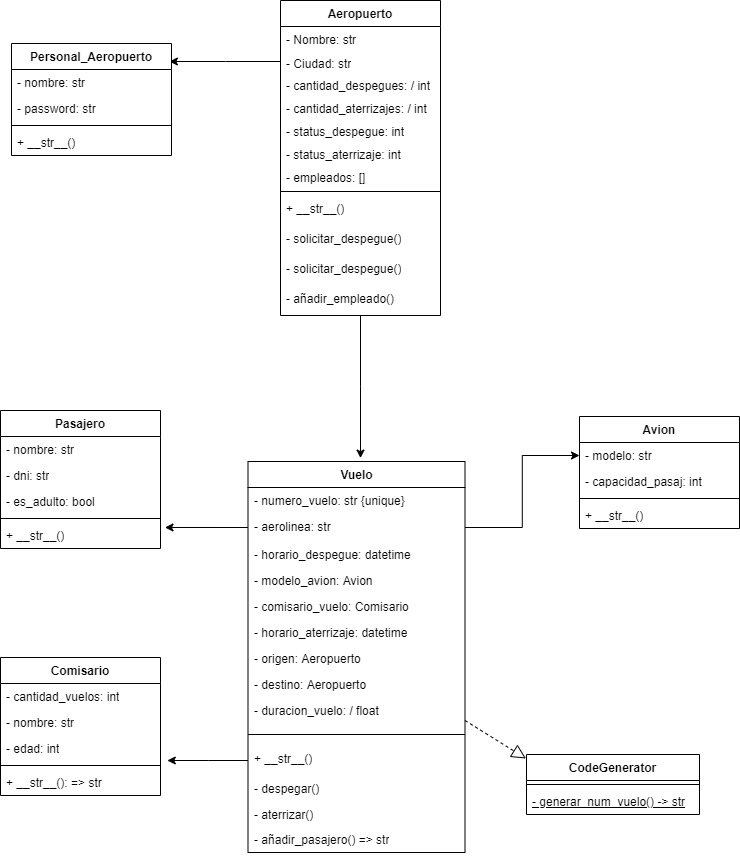 Aeropuerto
- Nombre: str
- Ciudad: str
- cantidad_despegues: / int
- cantidad_aterrizajes: / int
- status_despegue: int
- status_aterrizaje: int
- empleados: []
+ __str__()
- solicitar_despegue()
- solicitar_despegue()
- añadir_empleado()
Personal_Aeropuerto
- nombre: str
- password: str
+ __str__()
Pasajero
- nombre: str
- dni: str
- es_adulto: bool
+ __str__()
Vuelo
- numero_vuelo: str {unique}
- aerolinea: str
- horario_despegue: datetime
- modelo_avion: Avion
- comisario_vuelo: Comisario
- horario_aterrizaje: datetime
- origen: Aeropuerto
- destino: Aeropuerto
- duracion_vuelo: / float
+ __str__()
- despegar()
- aterrizar()
- añadir_pasajero() => str
Avion
- modelo: str
- capacidad_pasaj: int
+ __str__()
Comisario
- cantidad_vuelos: int
- nombre: str
- edad: int
+ __str__(): => str
CodeGenerator
- generar_num_vuelo() -> str